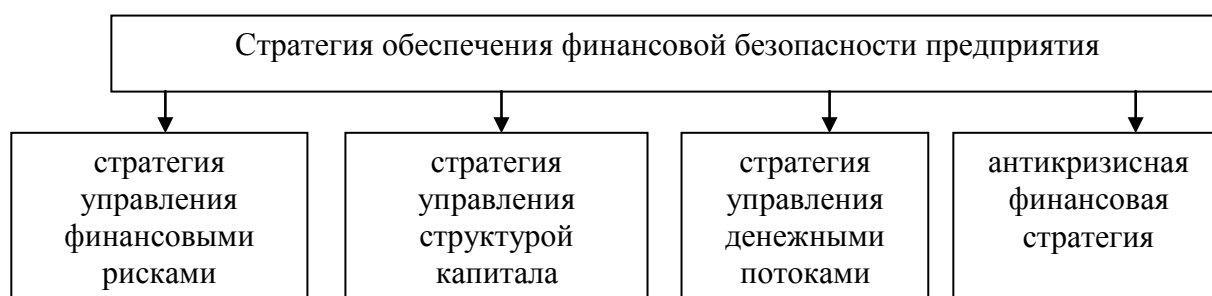 Стратегия обеспечения финансовой безопасности предприятия
стратегия
управления
финансовыми
рисками
стратегия
управления
структурой
капитала
стратегия
управления
денежными
потоками
антикризисная
финансовая
стратегия